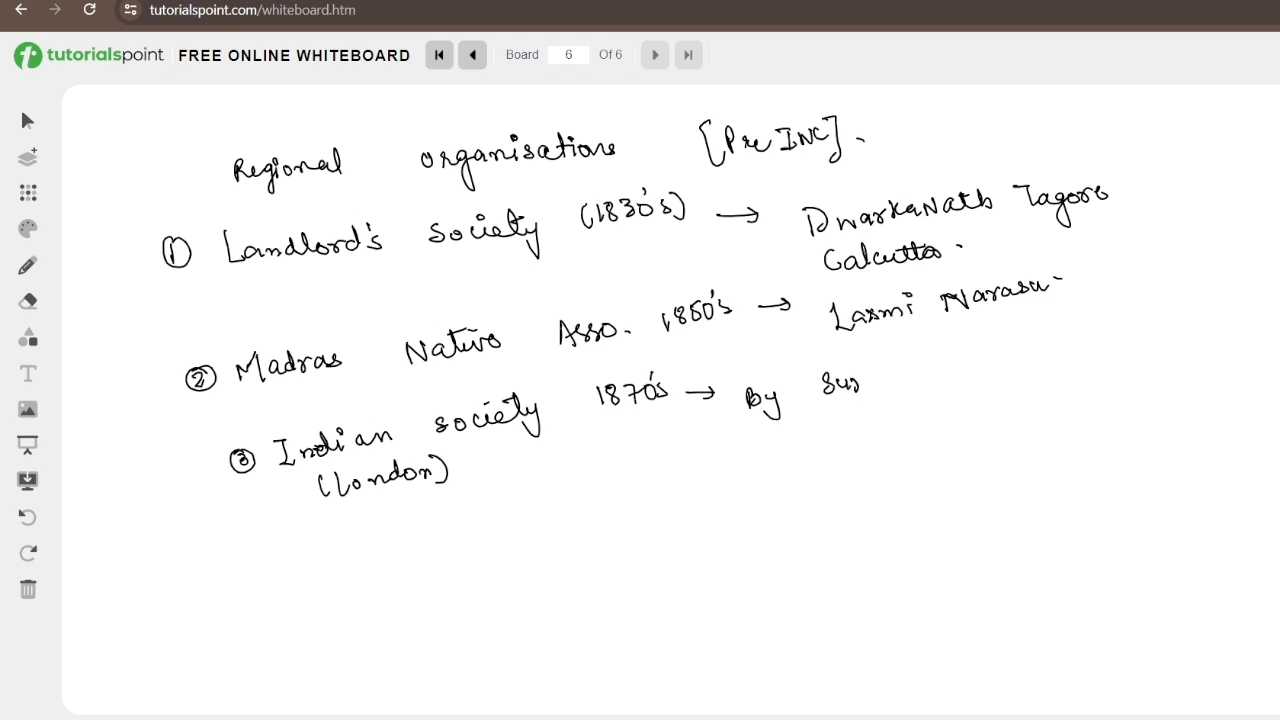 tutorialspoint.com/whiteboard.htm
tutorialspoint FREE ONLINE WHITEBOARD Board 6 Of 6
Regional organisations [Pre INC].
① Landlord's society (1830's) → DwarkaNath Tagore
Calcutta.
② Madras Native Asso. 1850's → Laxmi Narasu
③ Indian society 1870's → By
(London)